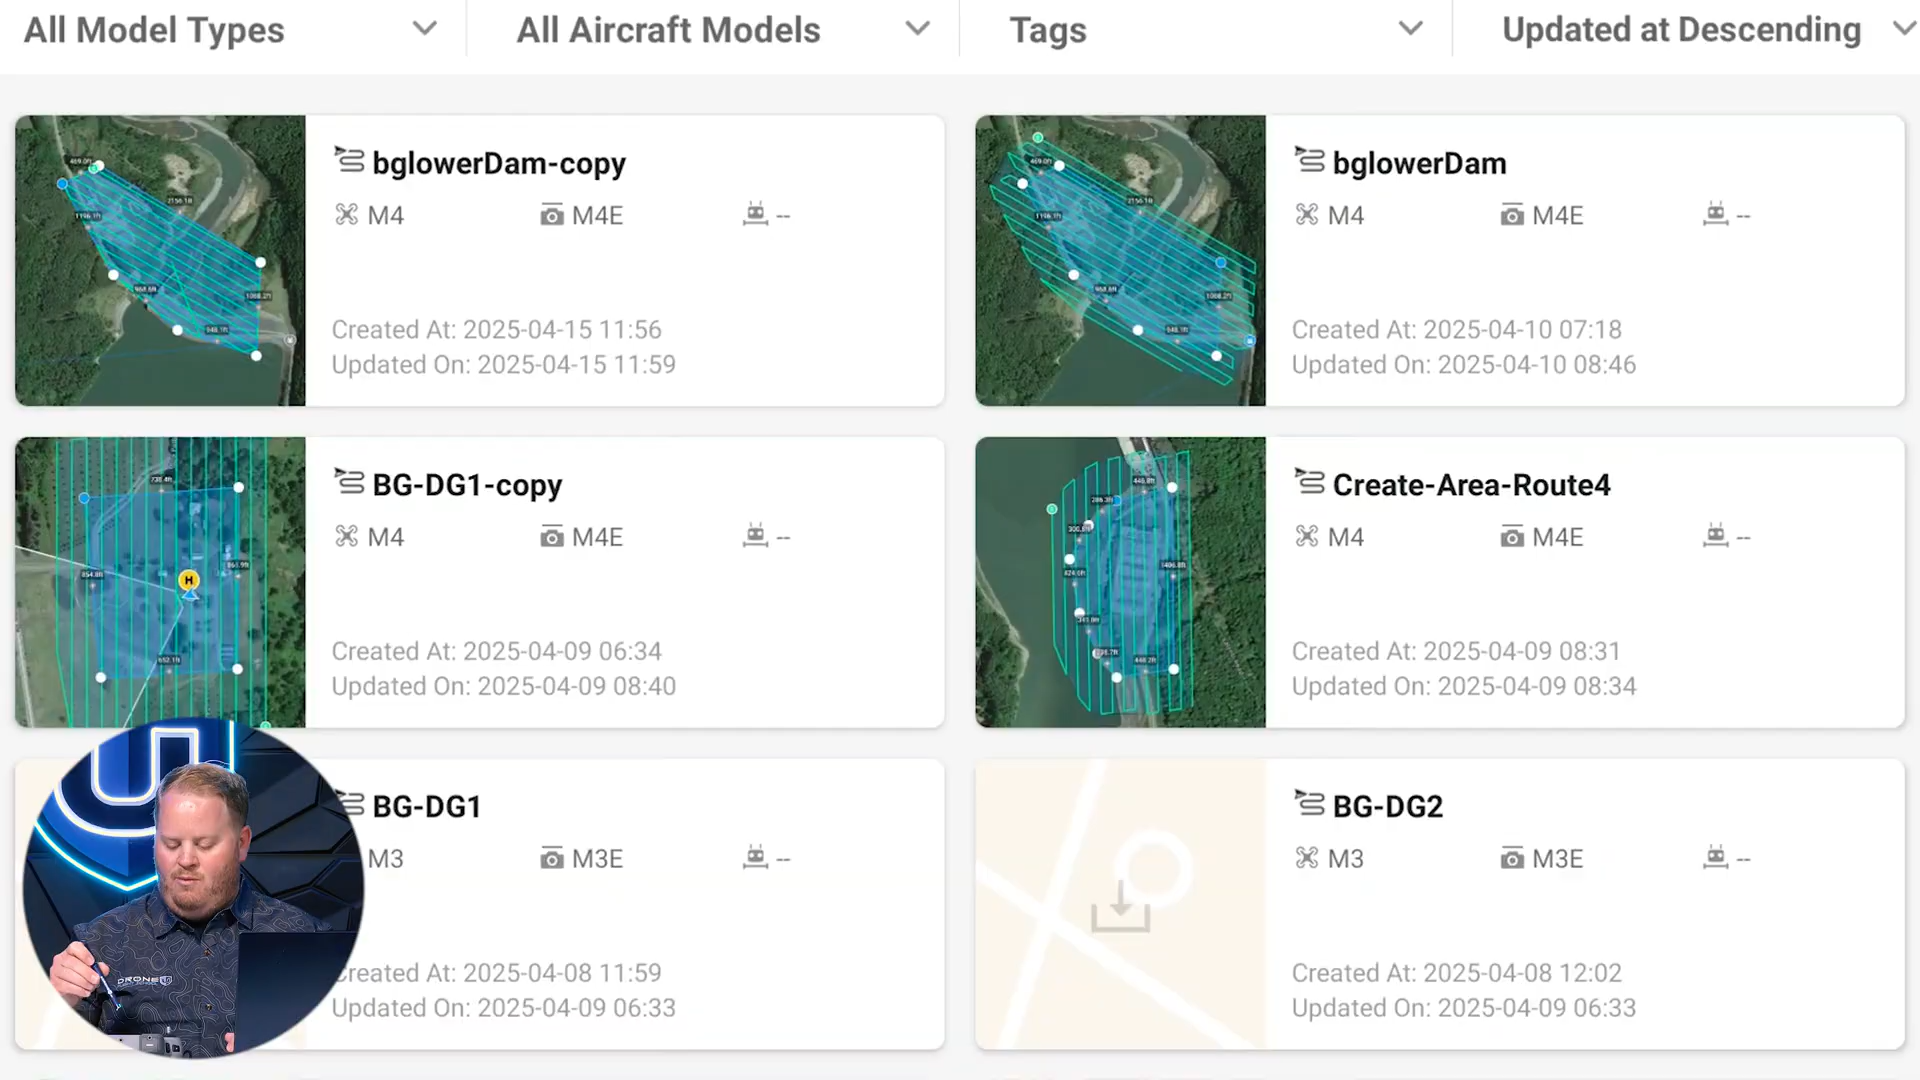 All Model Types
All Aircraft Models
Tags
Updated at Descending
bglowerDam-copy
M4
M4E
--
Created At: 2025-04-15 11:56
Updated On: 2025-04-15 11:59
bglowerDam
M4
M4E
--
Created At: 2025-04-10 07:18
Updated On: 2025-04-10 08:46
BG-DG1-copy
M4
M4E
--
Created At: 2025-04-09 06:34
Updated On: 2025-04-09 08:40
H
Create-Area-Route4
M4
M4E
--
Created At: 2025-04-09 08:31
Updated On: 2025-04-09 08:34
BG-DG1
M3
M3E
--
Created At: 2025-04-08 11:59
Updated On: 2025-04-09 06:33
BG-DG2
M3
M3E
--
Created At: 2025-04-08 12:02
Updated On: 2025-04-09 06:33
DRONE